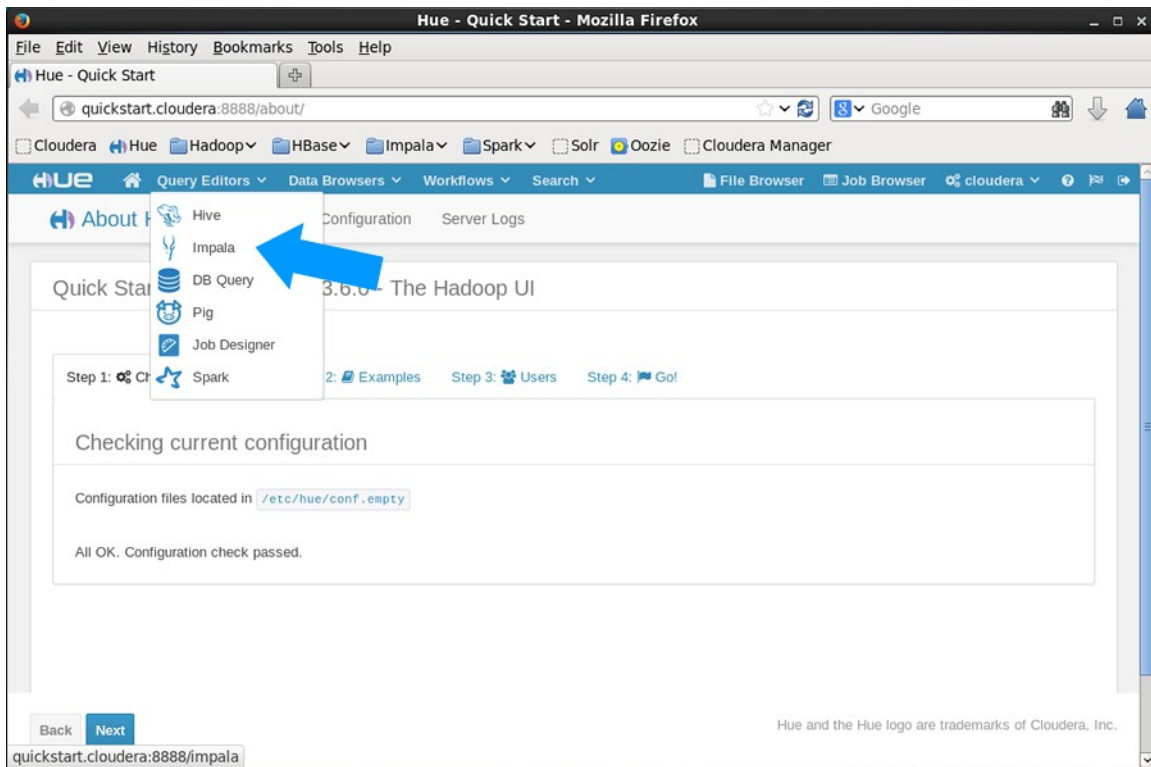 Hue - Quick Start - Mozilla Firefox
File Edit View History Bookmarks Tools Help
Hue - Quick Start
quickstart.cloudera:8888/about/ Google
Cloudera Hue Hadoop HBase Impala Spark Solr Oozie Cloudera Manager
HUE Query Editors Data Browsers Workflows Search File Browser Job Browser cloudera
About Configuration Server Logs
Hive
Impala
DB Query
Pig
Job Designer
Spark
Quick Star 3.6.0 - The Hadoop UI
Step 1: Ch 2: Examples Step 3: Users Step 4: Go!
Checking current configuration
Configuration files located in /etc/hue/conf.empty
All OK. Configuration check passed.
Back Next Hue and the Hue logo are trademarks of Cloudera, Inc.
quickstart.cloudera:8888/impala